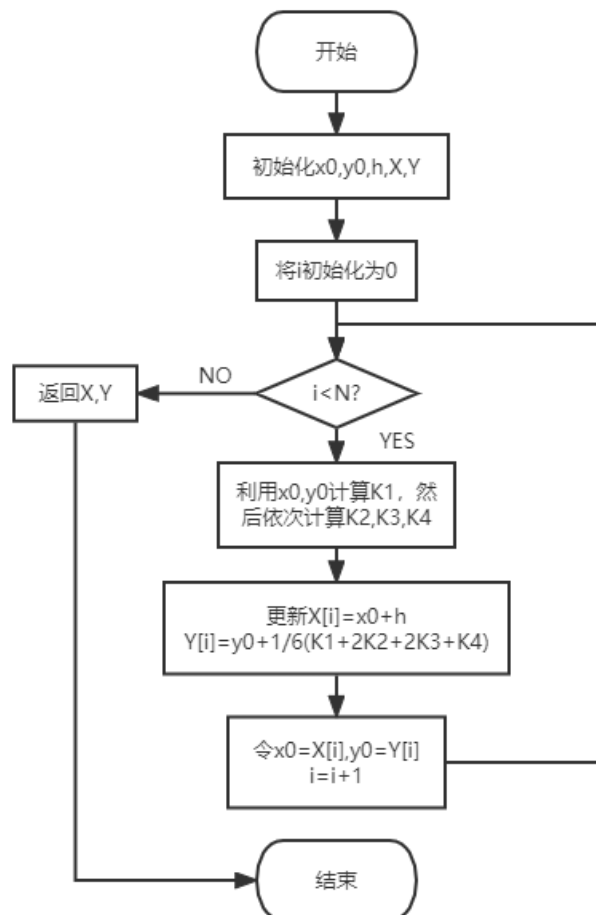 开始
初始化x0,y0,h,X,Y
将i初始化为0
i<N?
NO
返回X,Y
YES
利用x0,y0计算K1，然
后依次计算K2,K3,K4
更新X[i]=x0+h
Y[i]=y0+1/6(K1+2K2+2K3+K4)
令x0=X[i],y0=Y[i]
i=i+1
结束